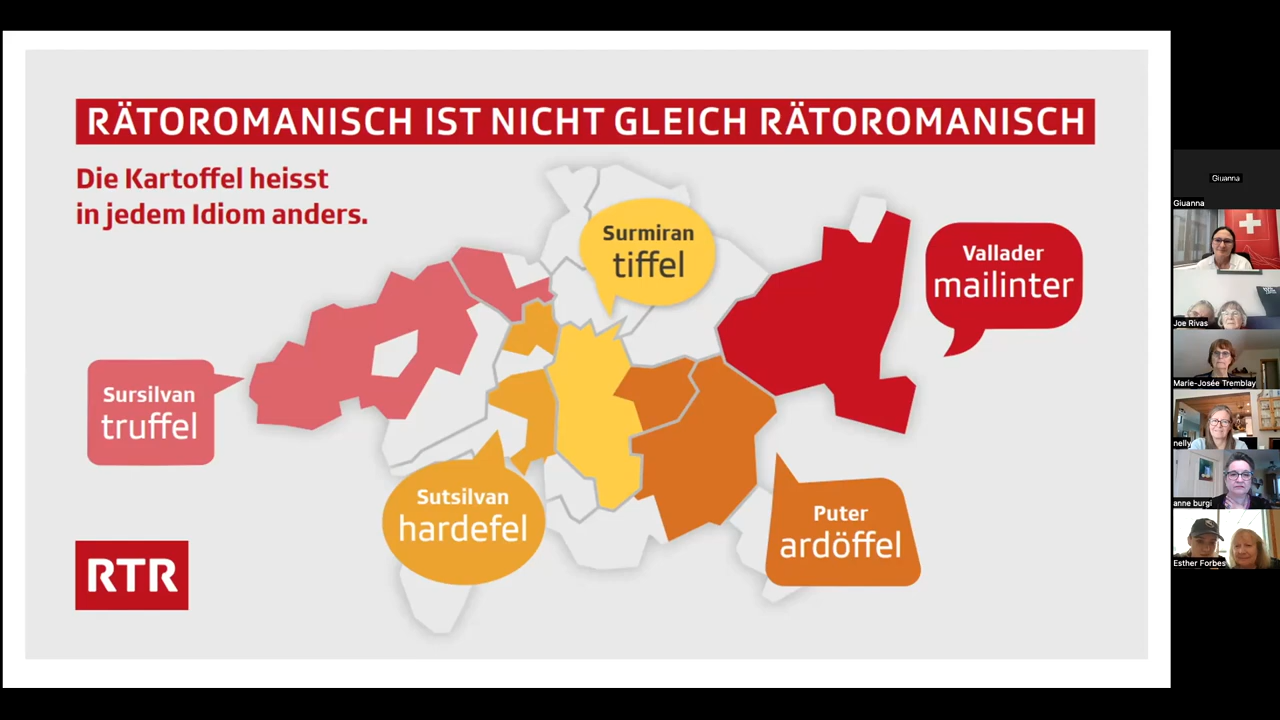 RÄTOROMANISCH IST NICHT GLEICH RÄTOROMANISCH
Die Kartoffel heisst
in jedem Idiom anders.
Surmiran
tiffel
Vallader
mailinter
Sursilvan
truffel
Sutsilvan
hardefel
Puter
ardöffel
RTR
Giuanna
Giuanna
Joe Rivas
Marie-Josée Tremblay
nelly
anne burgi
Esther Forbes